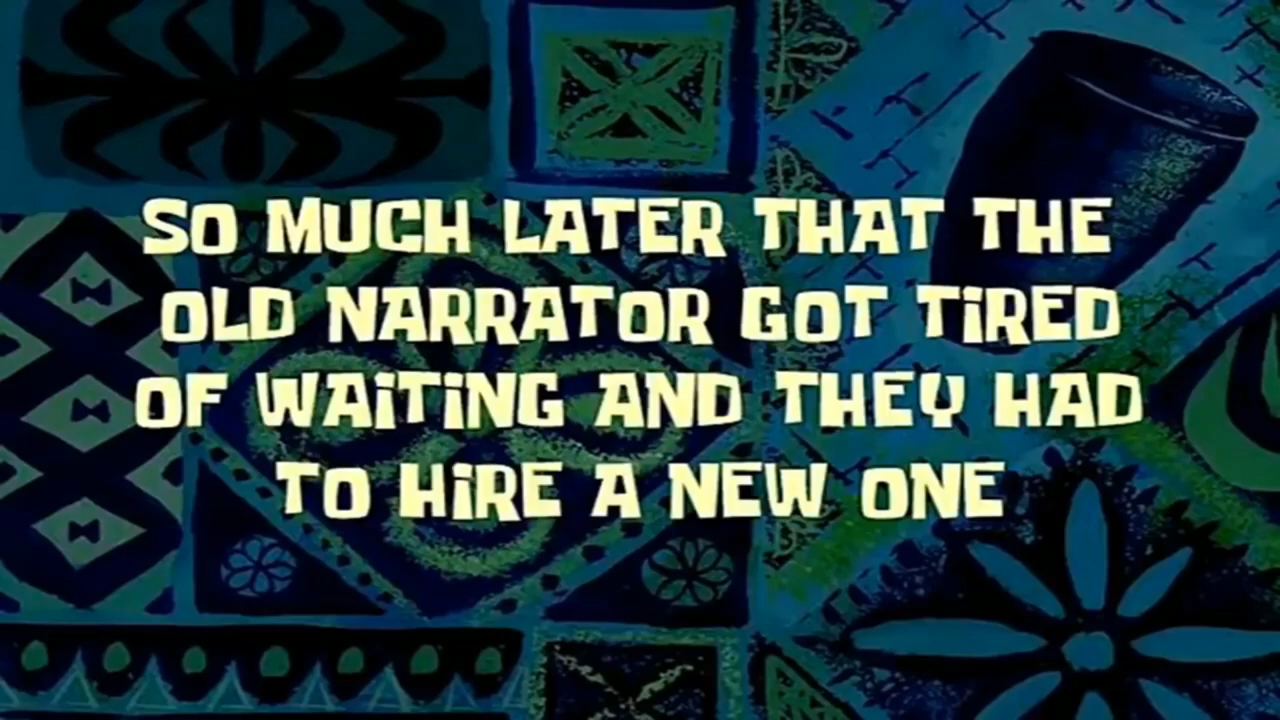 SO MUCH LATER THAT THE
OLD NARRATOR GOT TiRED
OF WAiTiNG AND THEY HAD
TO HiRE A NEW ONE